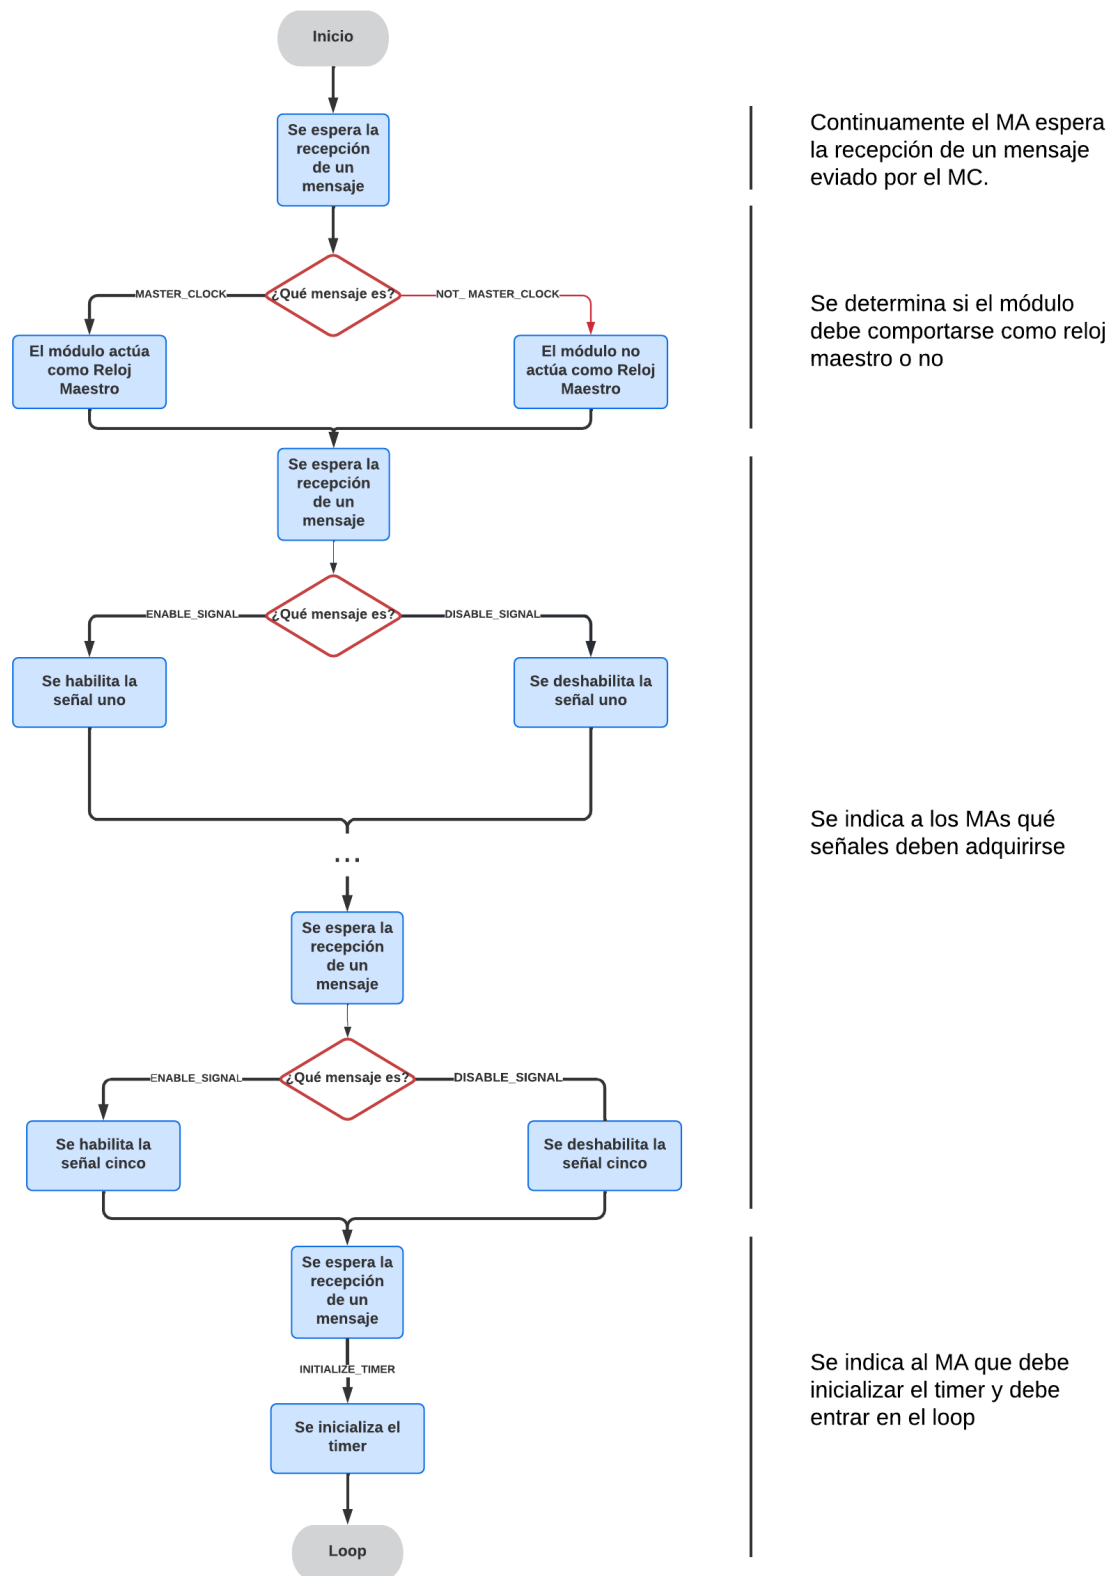 Inicio
Se espera la
recepción
de un
mensaje
Continuamente el MA espera
la recepción de un mensaje
eviado por el MC.
¿Qué mensaje es?
MASTER_CLOCK
NOT_ MASTER_CLOCK
El módulo actúa
como Reloj
Maestro
El módulo no
actúa como Reloj
Maestro
Se determina si el módulo
debe comportarse como reloj
maestro o no
Se espera la
recepción
de un
mensaje
¿Qué mensaje es?
ENABLE_SIGNAL
DISABLE_SIGNAL
Se habilita la
señal uno
Se deshabilita la
señal uno
...
Se indica a los MAs qué
señales deben adquirirse
Se espera la
recepción
de un
mensaje
¿Qué mensaje es?
ENABLE_SIGNAL
DISABLE_SIGNAL
Se habilita la
señal cinco
Se deshabilita la
señal cinco
Se espera la
recepción
de un
mensaje
INITIALIZE_TIMER
Se inicializa el
timer
Se indica al MA que debe
inicializar el timer y debe
entrar en el loop
Loop